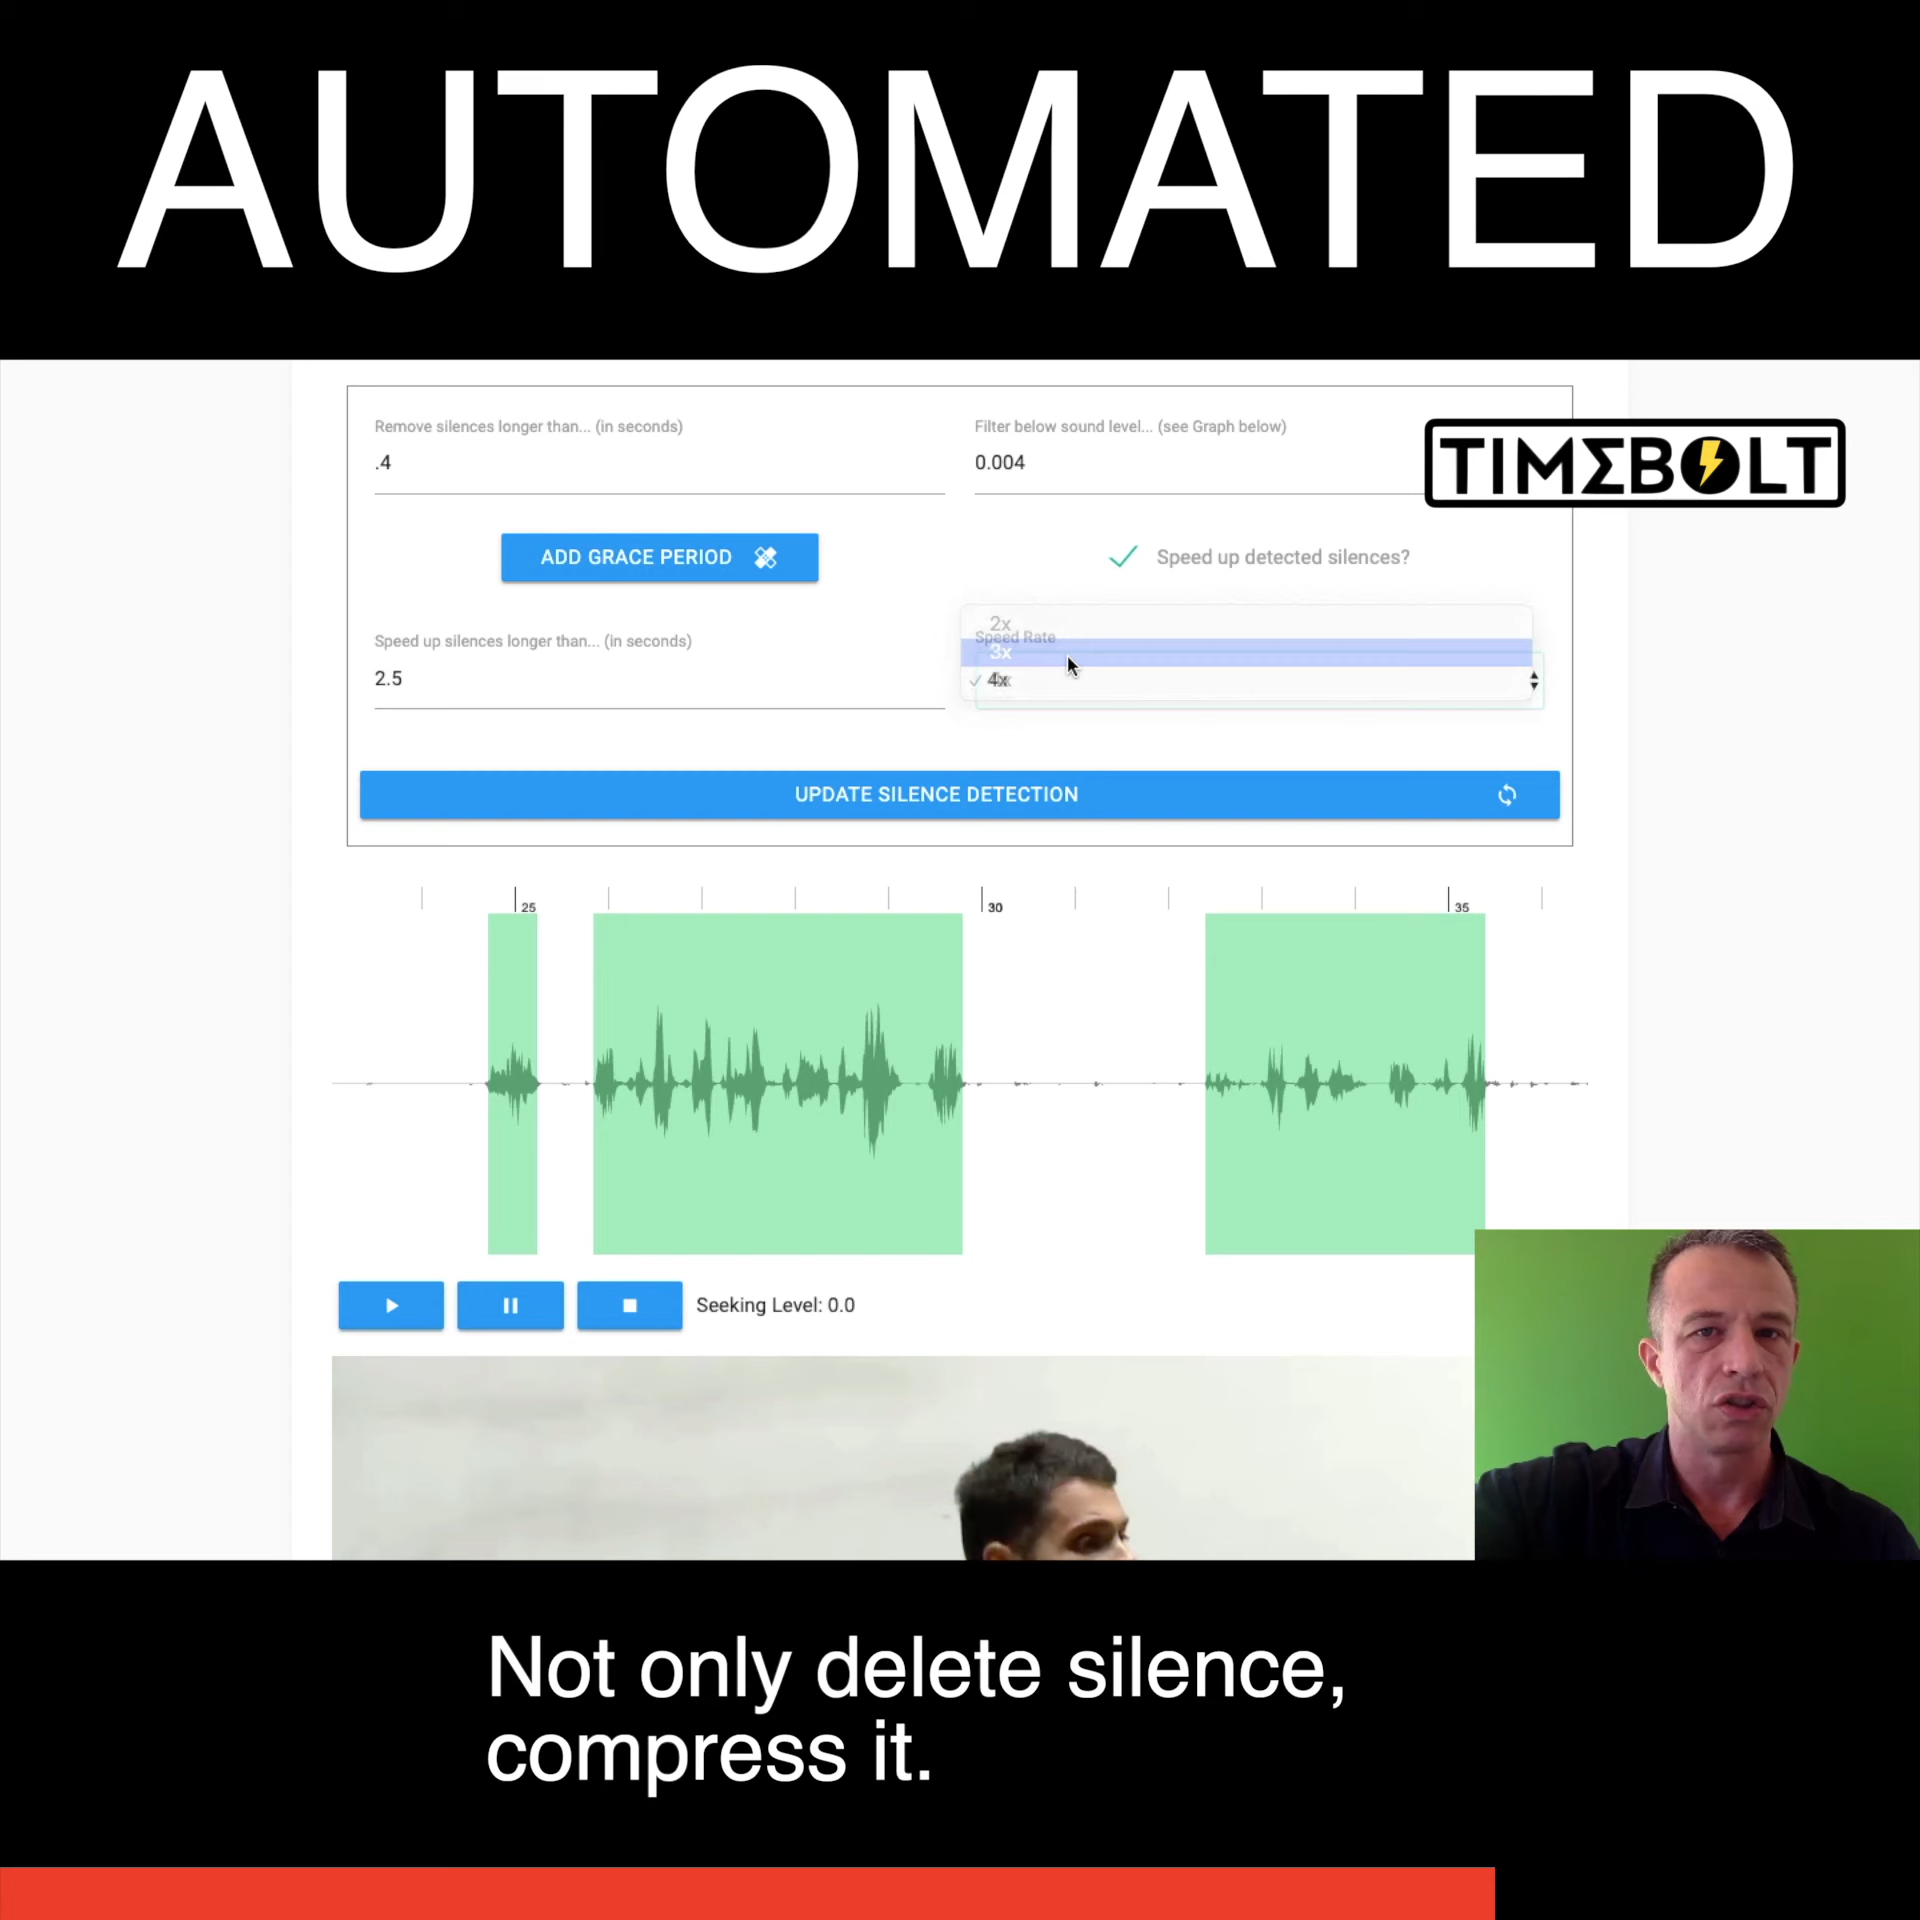 AUTOMATED
Remove silences longer than... (in seconds)
.4
Filter below sound level... (see Graph below)
0.004
TIMΣBOLT
ADD GRACE PERIOD
Speed up detected silences?
Speed up silences longer than... (in seconds)
2.5
2x
Speed Rate
3x
4x
UPDATE SILENCE DETECTION
25
30
35
Seeking Level: 0.0
Not only delete silence,
compress it.